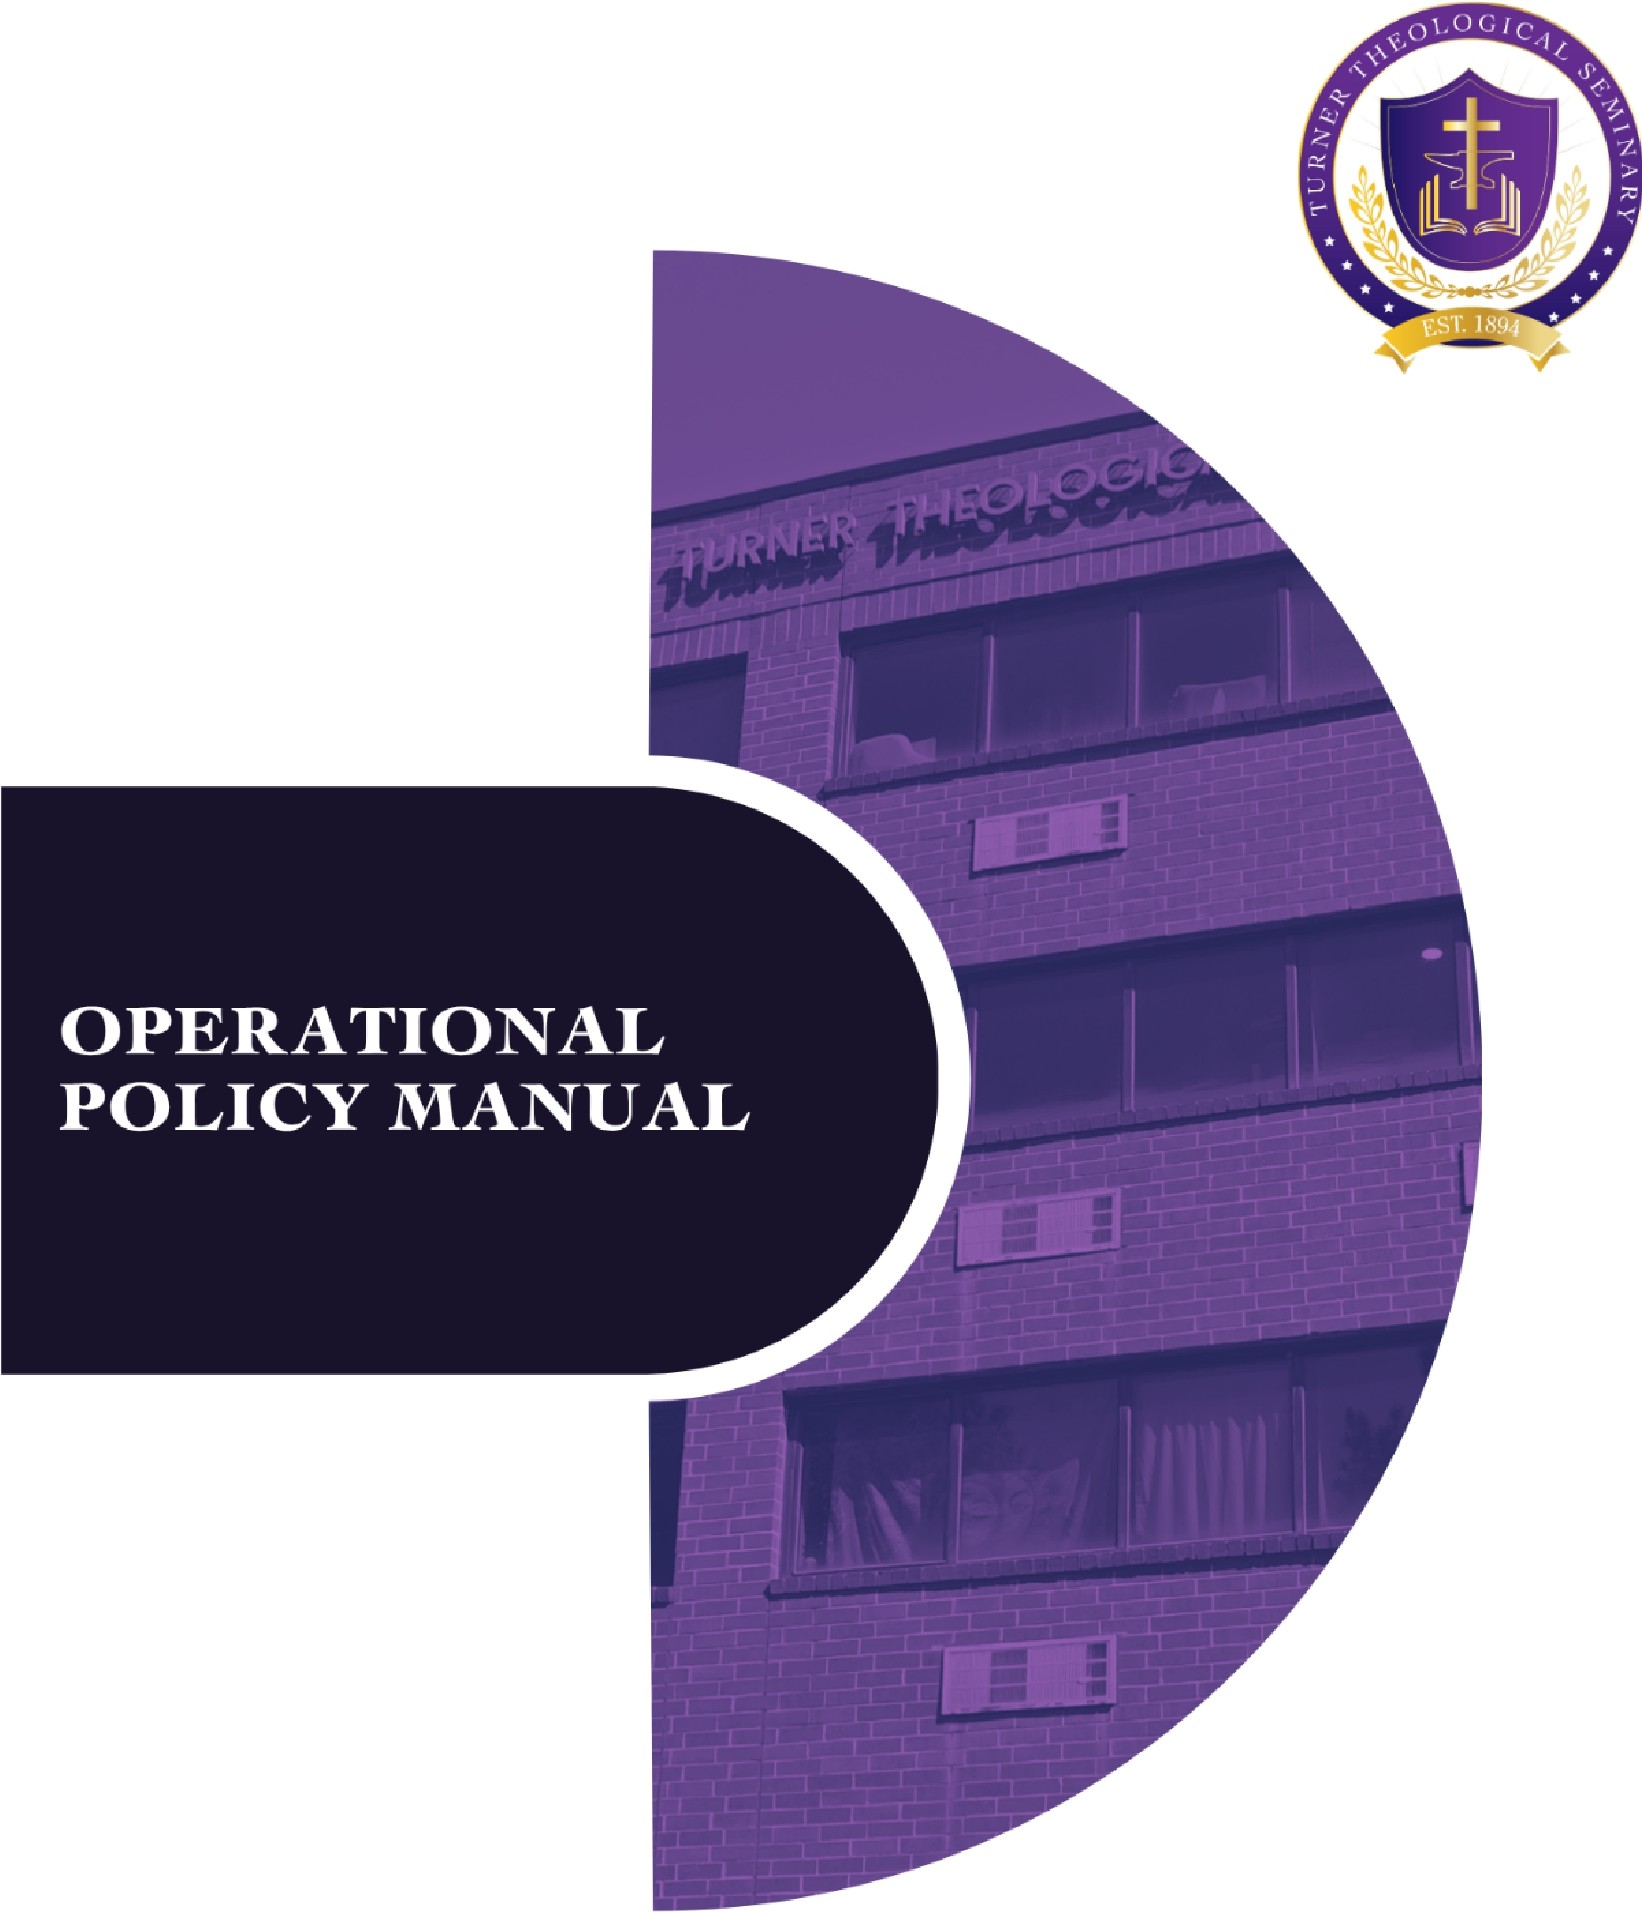 TURNER THEOLOGICAL SEMINARY
EST. 1894
TURNER THEOLOGIC
OPERATIONAL
POLICY MANUAL